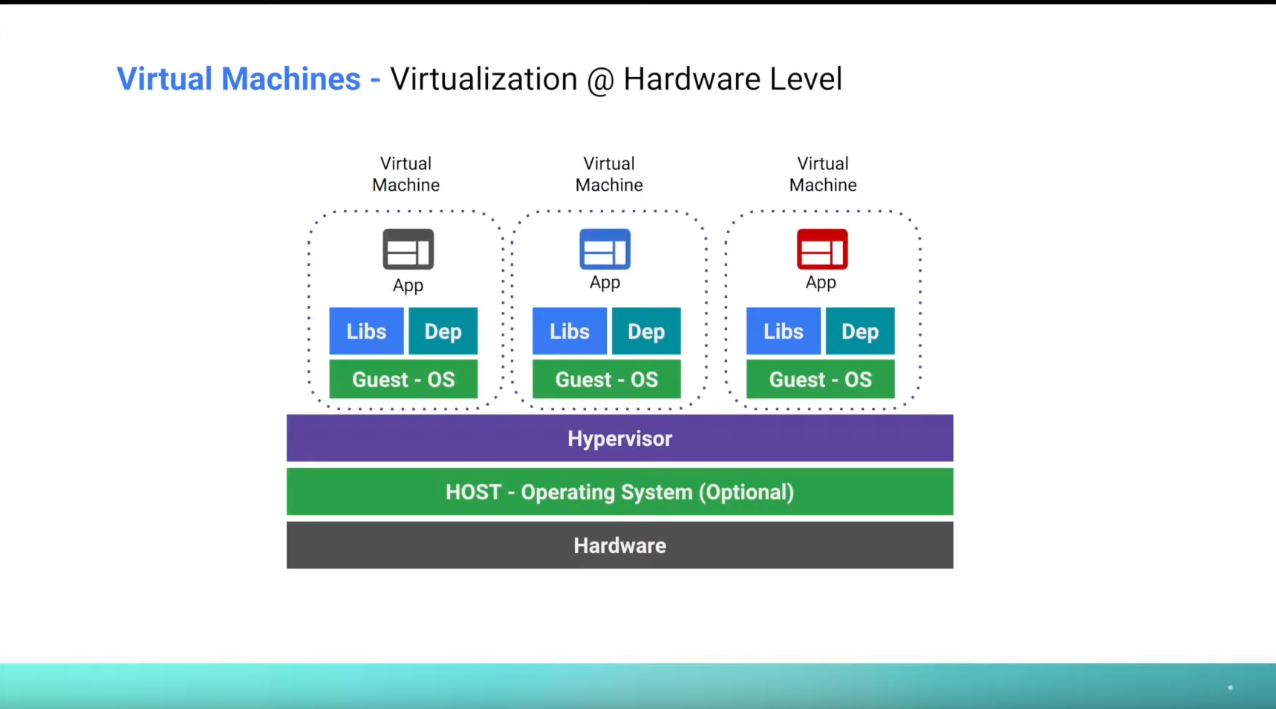 Virtual Machines - Virtualization @ Hardware Level
Virtual
Machine
Virtual
Machine
Virtual
Machine
App
App
App
Libs Dep
Libs Dep
Libs Dep
Guest - OS
Guest - OS
Guest - OS
Hypervisor
HOST - Operating System (Optional)
Hardware